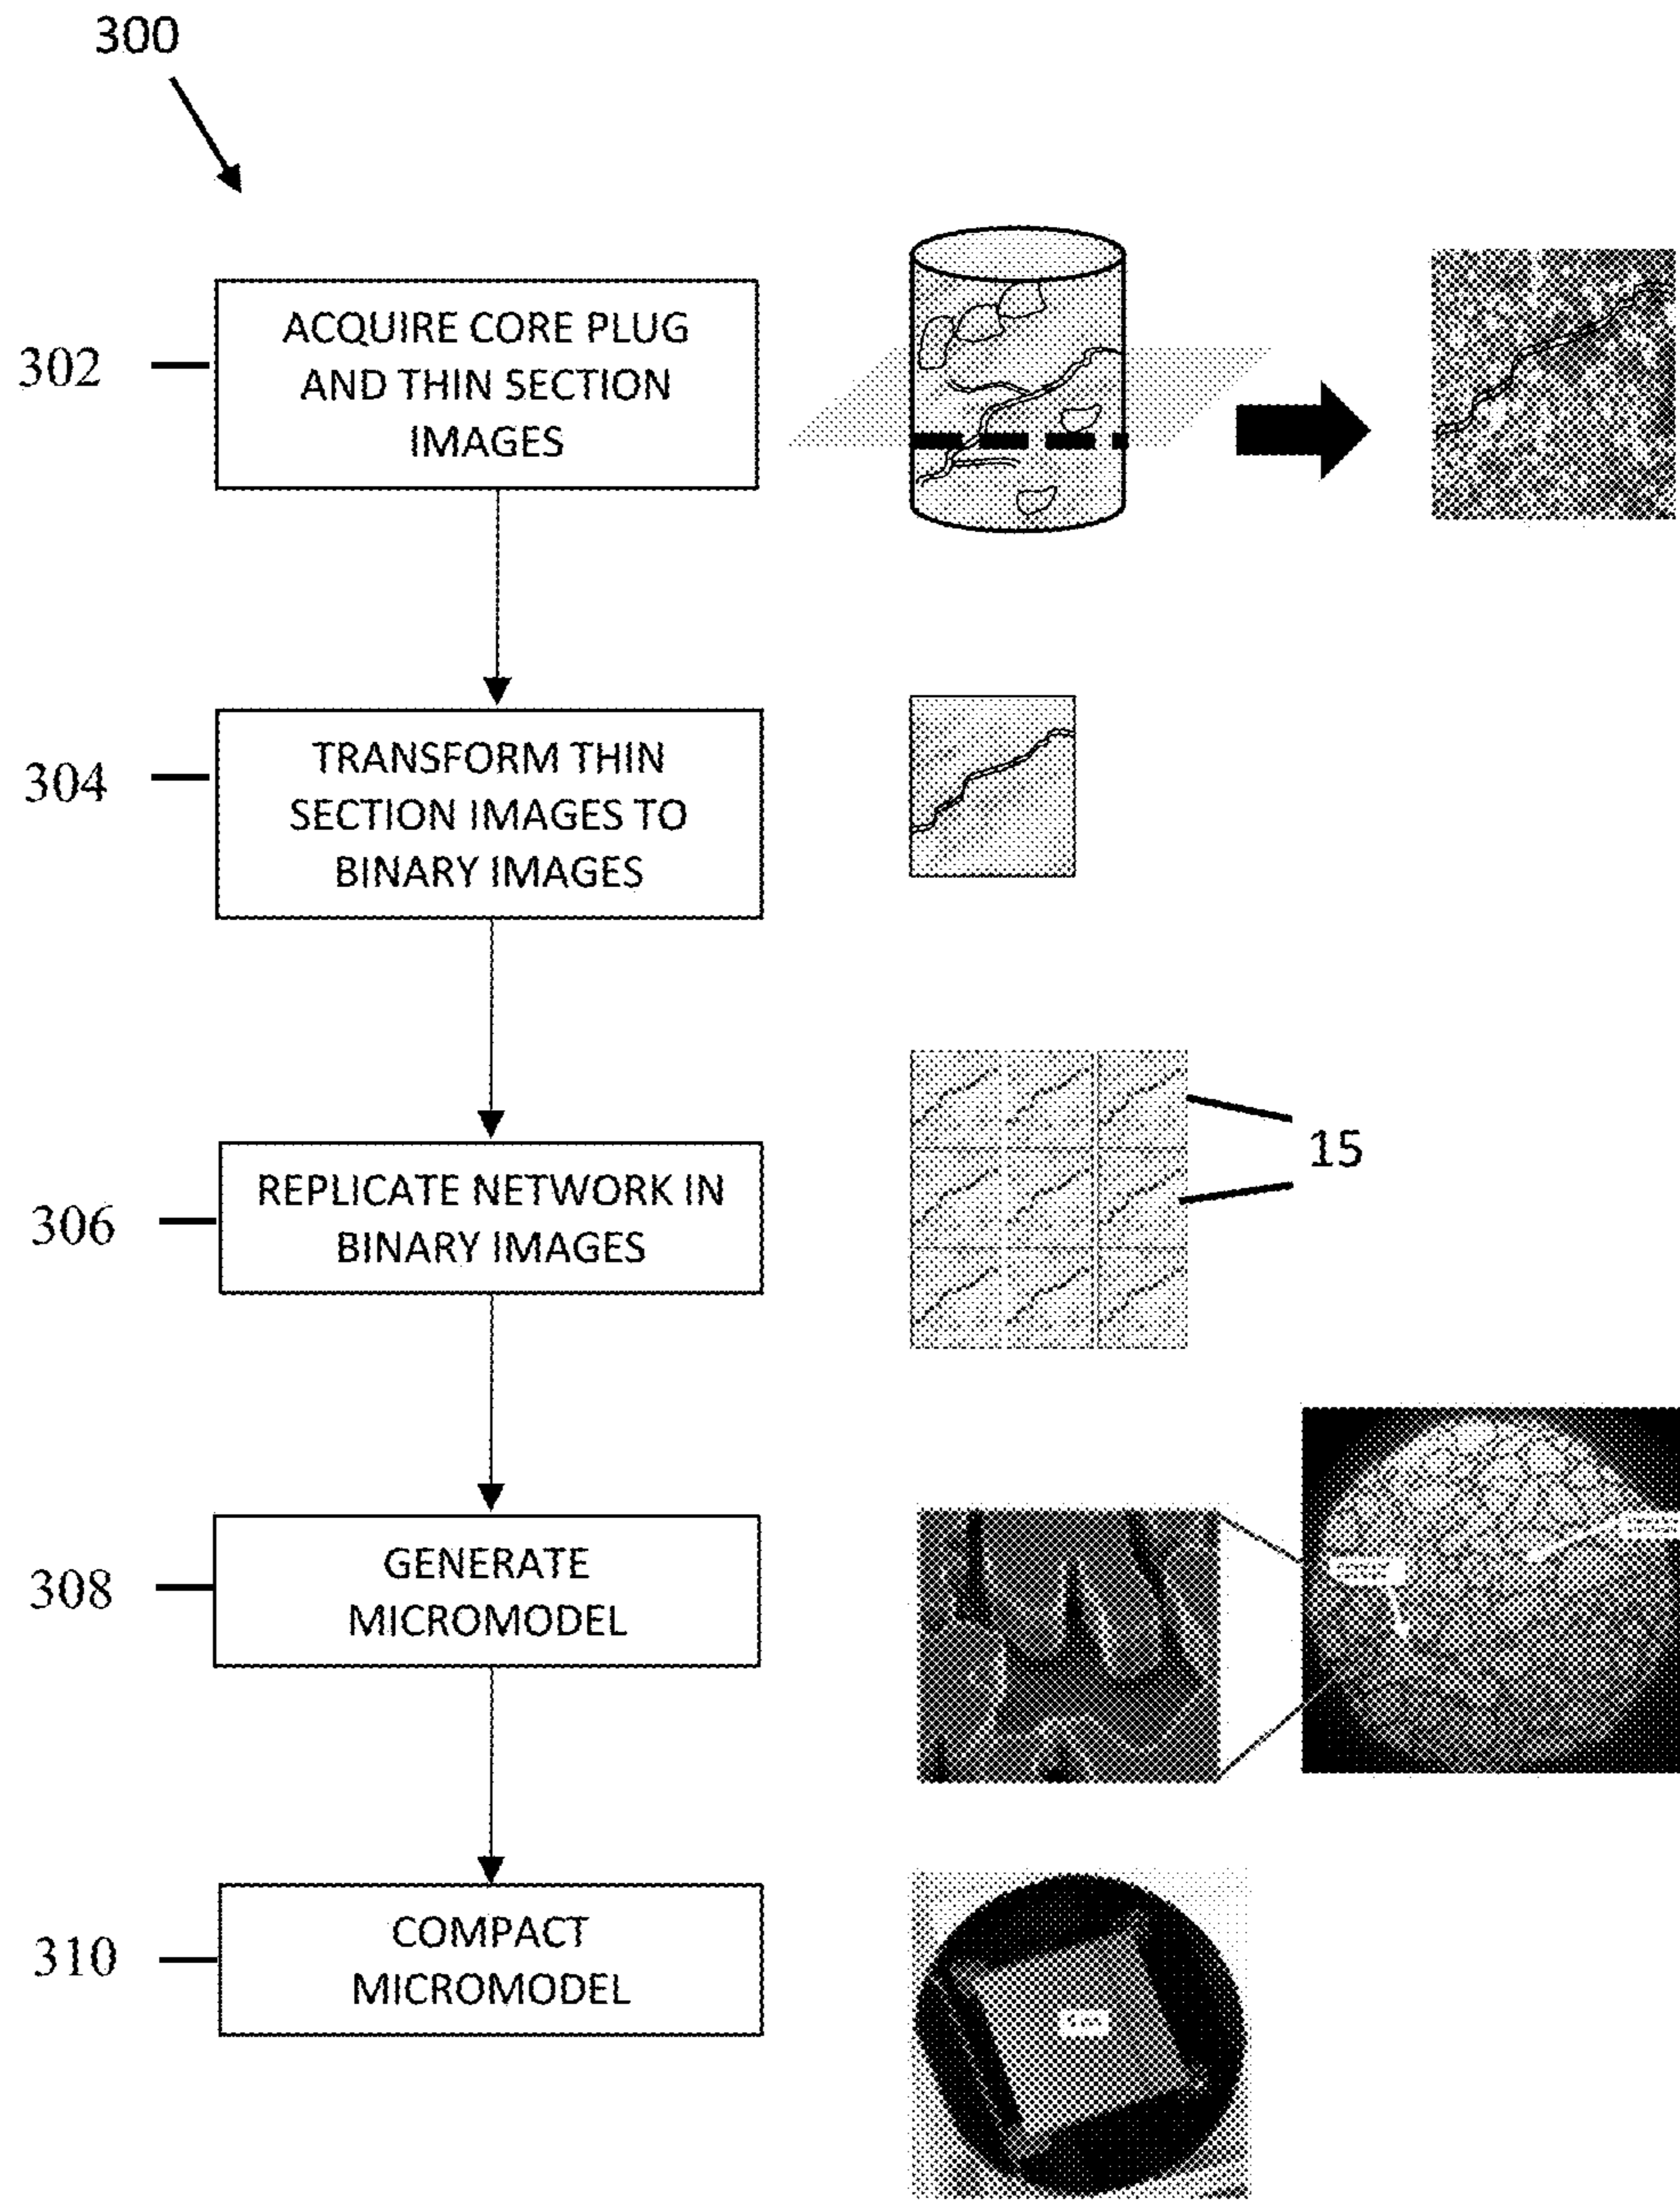 300
302
ACQUIRE CORE PLUG
AND THIN SECTION
IMAGES
304
TRANSFORM THIN
SECTION IMAGES TO
BINARY IMAGES
306
REPLICATE NETWORK IN
BINARY IMAGES
15
308
GENERATE
MICROMODEL
310
COMPACT
MICROMODEL